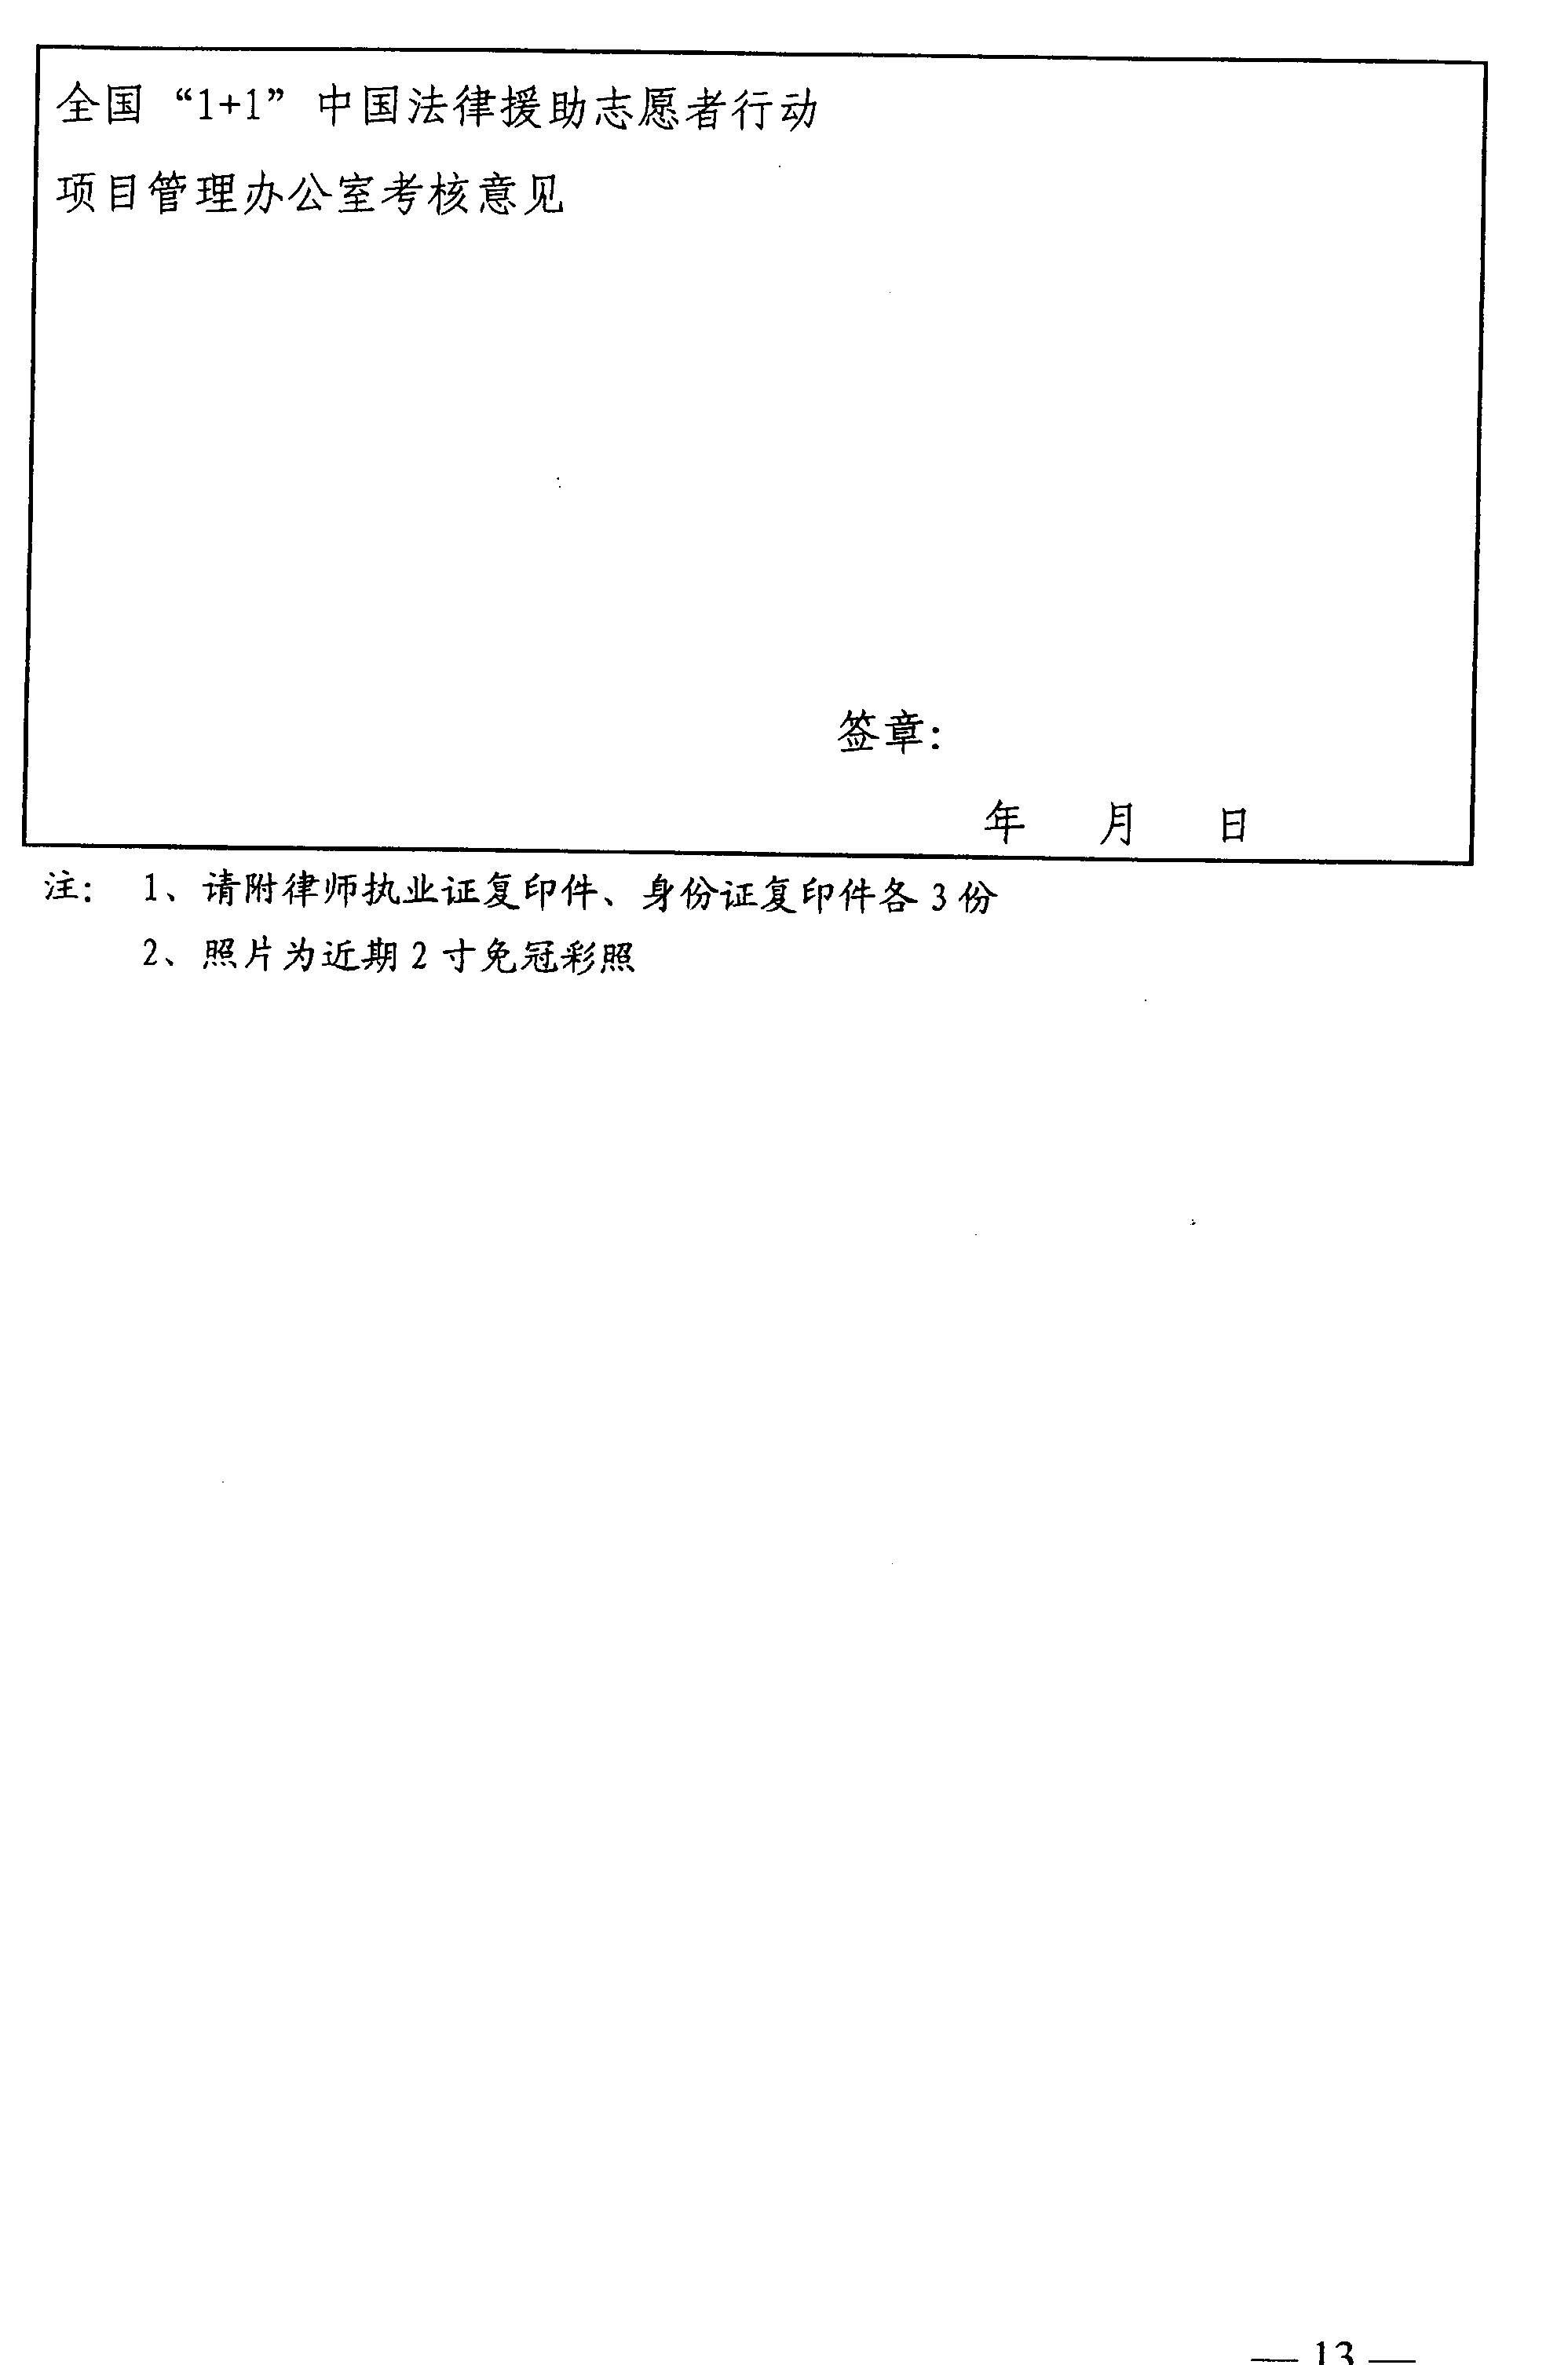 全国“1+1”中国法律援助志愿者行动
项目管理办公室考核意见
签章:
年 月 日
注: 1、请附律师执业证复印件、身份证复印件各3份
2、照片为近期2寸免冠彩照
— 13 —